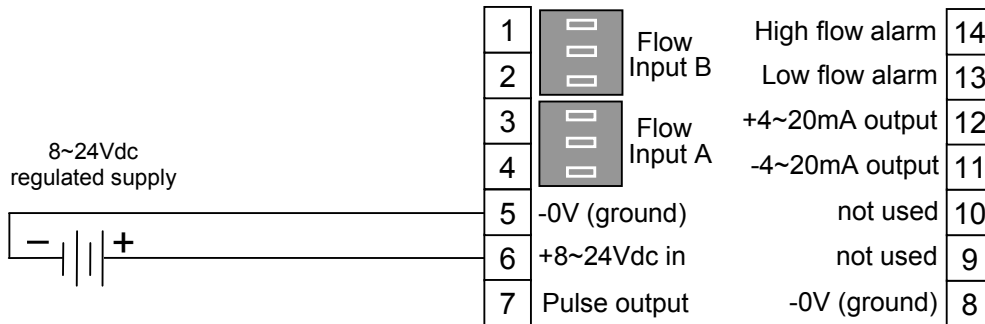 1
2
3
4
5
6
7
Flow
Input B
Flow
Input A
-0V (ground)
+8~24Vdc in
Pulse output
8~24Vdc
regulated supply
− +
High flow alarm 14
Low flow alarm 13
+4~20mA output 12
-4~20mA output 11
not used 10
not used 9
-0V (ground) 8